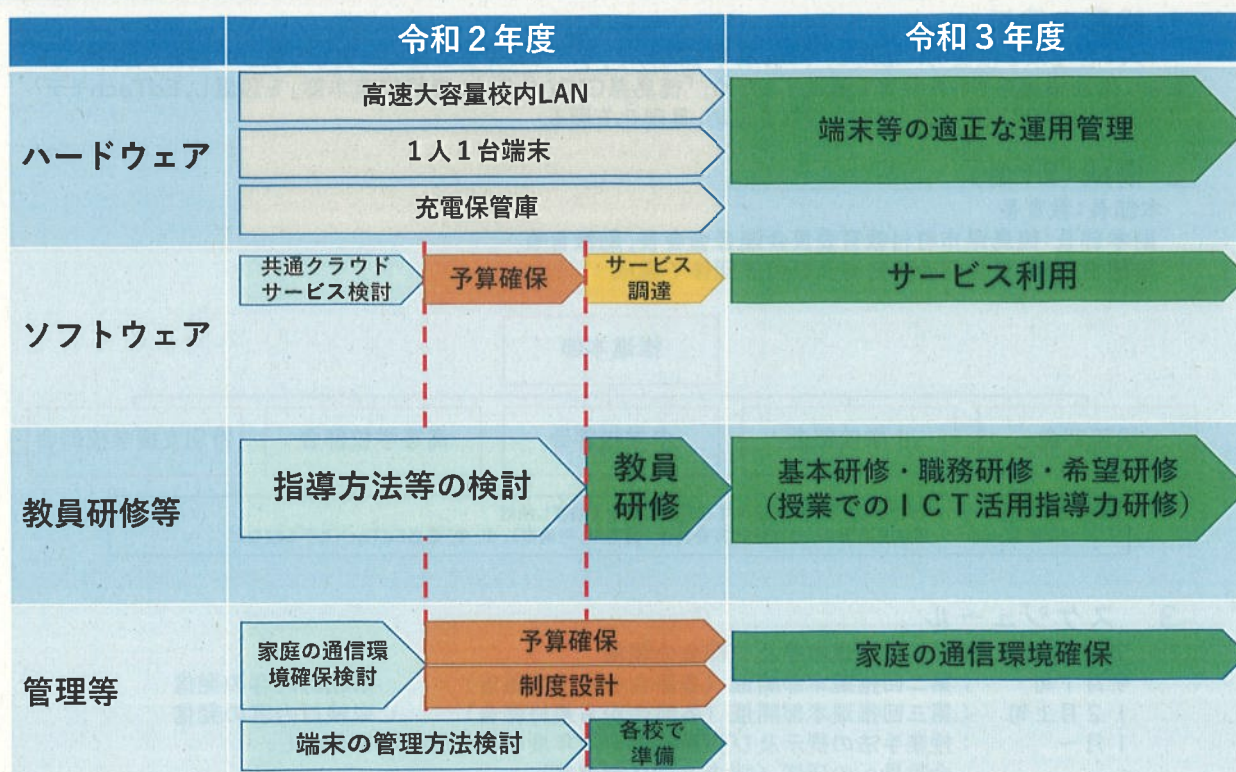 令和2年度
令和3年度
ハードウェア
高速大容量校内LAN
1人1台端末
充電保管庫
端末等の適正な運用管理
ソフトウェア
共通クラウド
サービス検討
予算確保
サービス
調達
サービス利用
教員研修等
指導方法等の検討
教員
研修
基本研修・職務研修・希望研修
(授業でのICT活用指導力研修)
管理等
家庭の通信環
境確保検討
予算確保
制度設計
家庭の通信環境確保
端末の管理方法検討
各校で
準備